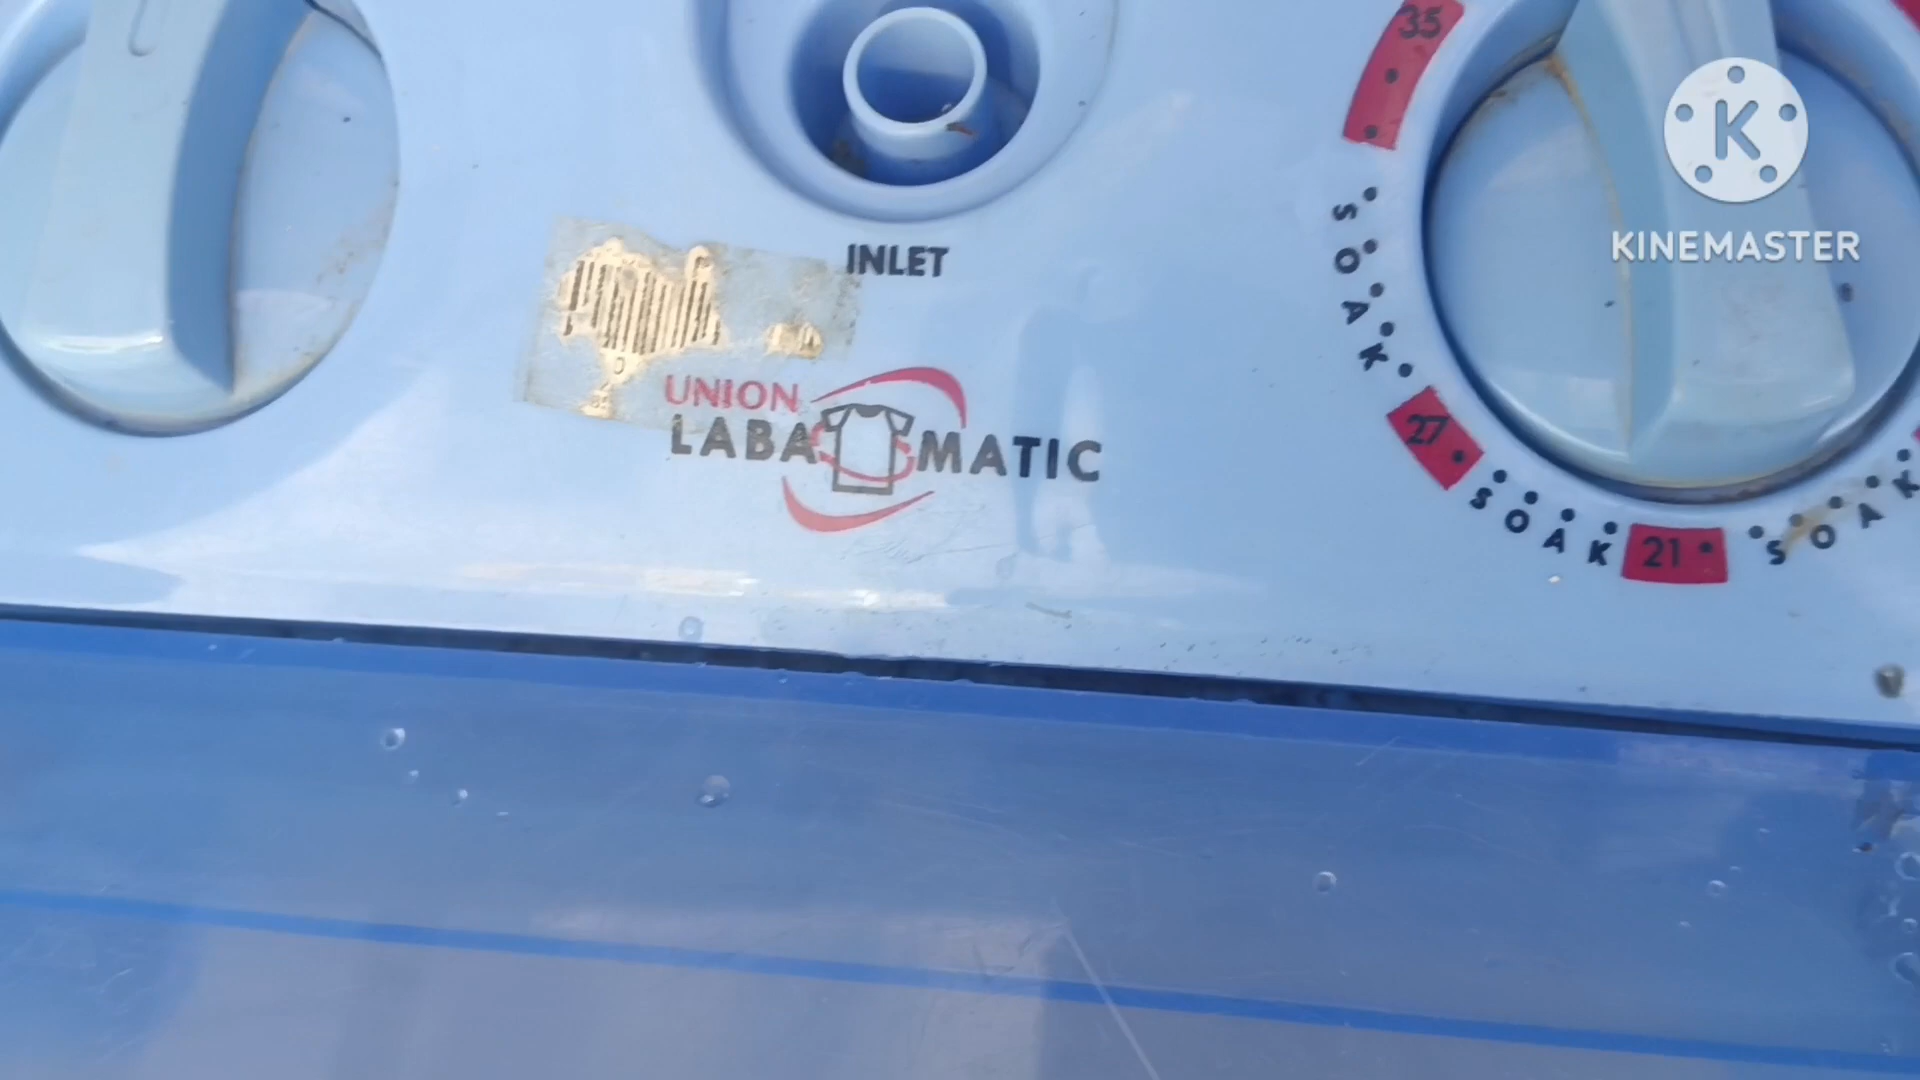 35
K
KINEMASTER
SOAK
INLET
UNION
LABA MATIC
27
SOAK
21
SOAK